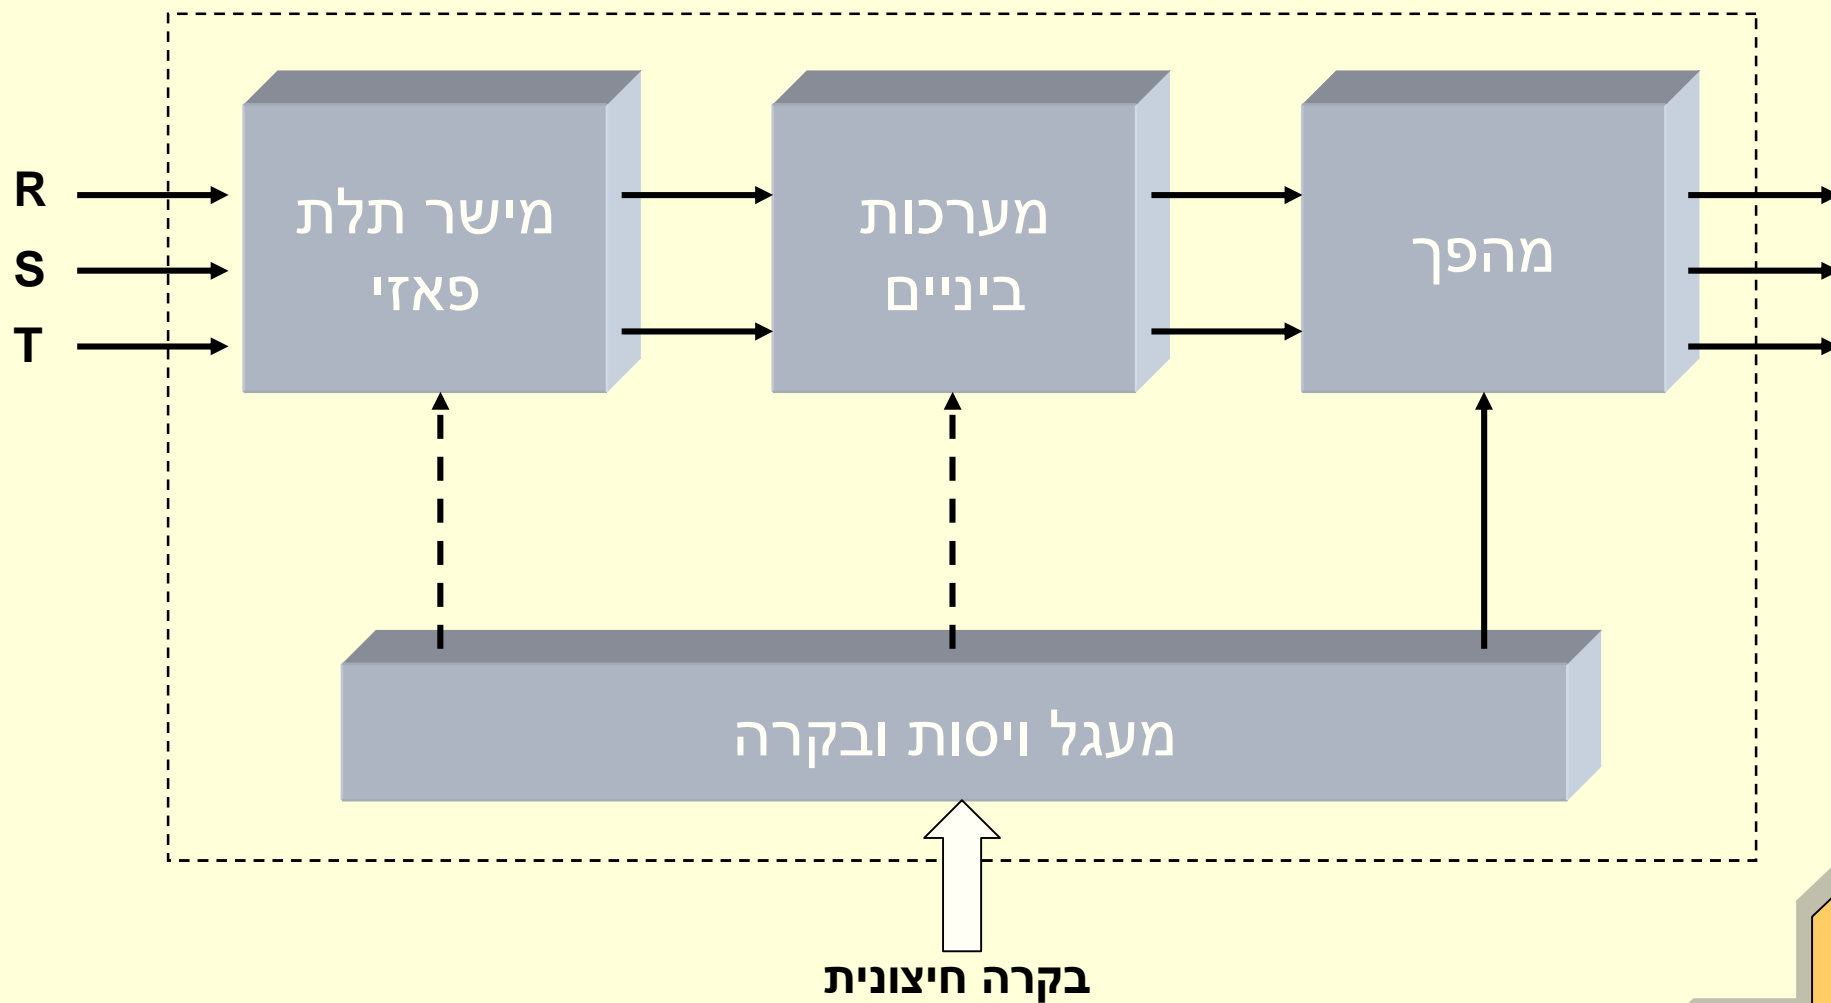 R
S
T
מישר תלת
פאזי
מערכות
ביניים
מהפך
מעגל ויסות ובקרה
בקרה חיצונית